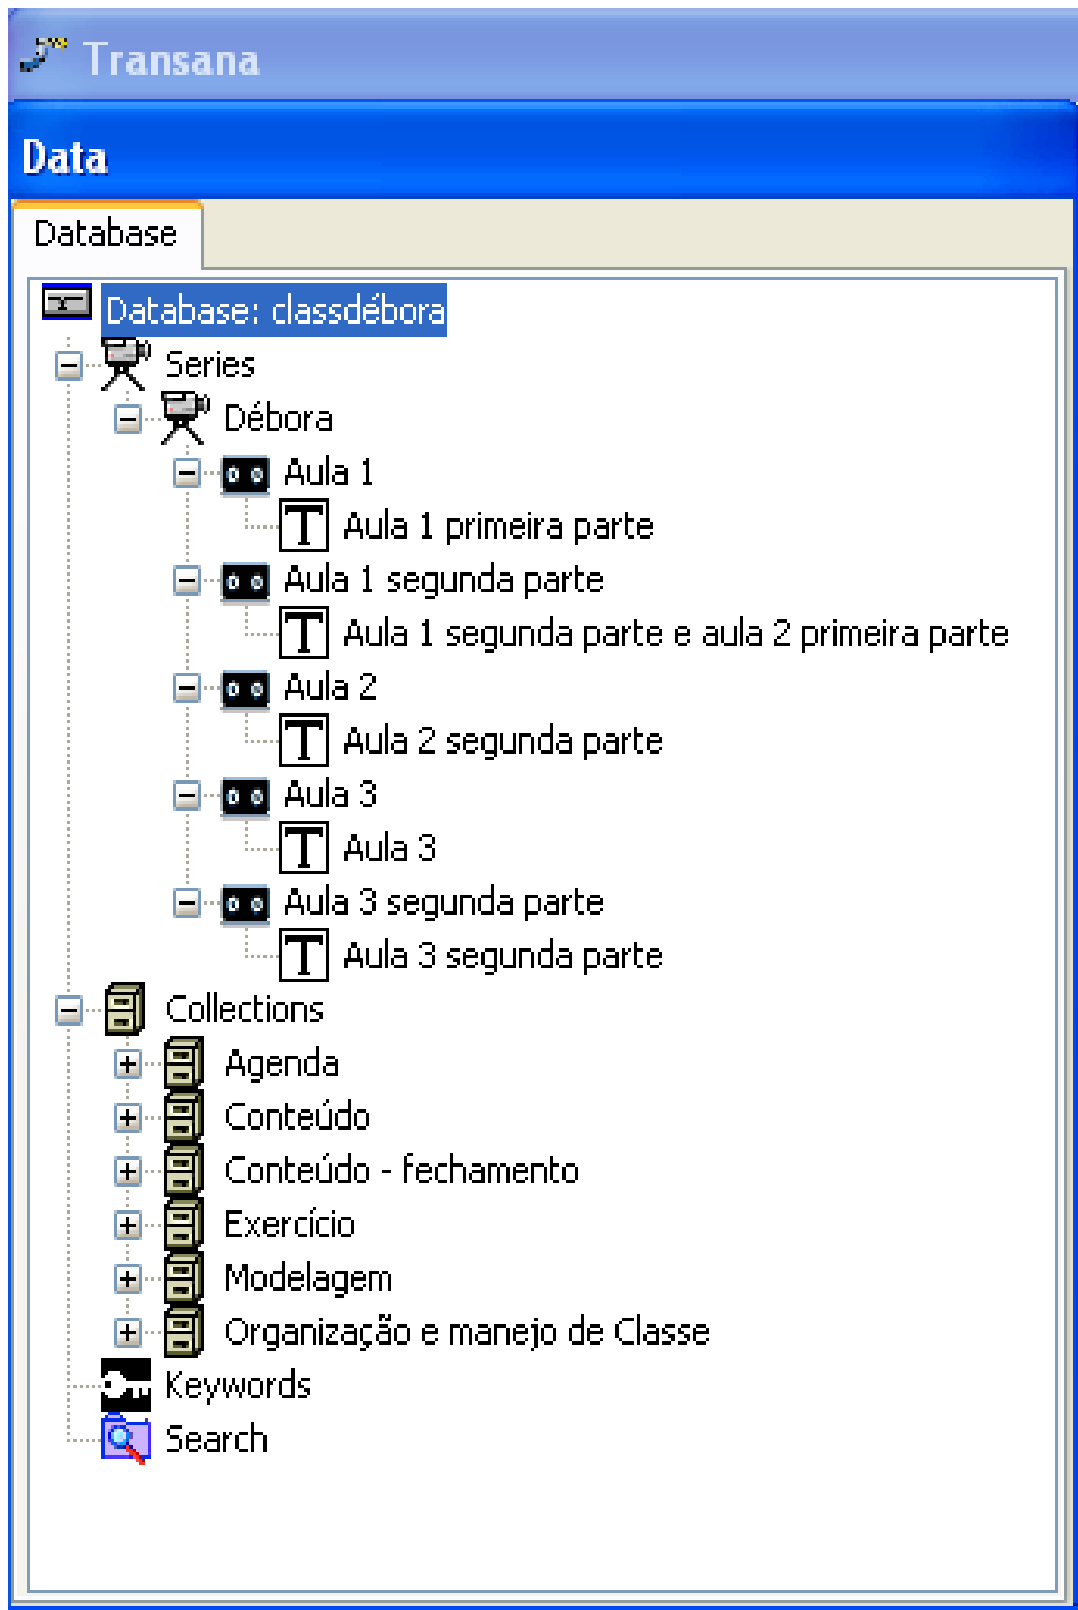 Transana
Data
Database
Database: classdébora
Series
Débora
Aula 1
T Aula 1 primeira parte
Aula 1 segunda parte
T Aula 1 segunda parte e aula 2 primeira parte
Aula 2
T Aula 2 segunda parte
Aula 3
T Aula 3
Aula 3 segunda parte
T Aula 3 segunda parte
Collections
Agenda
Conteúdo
Conteúdo - fechamento
Exercício
Modelagem
Organização e manejo de Classe
Keywords
Search